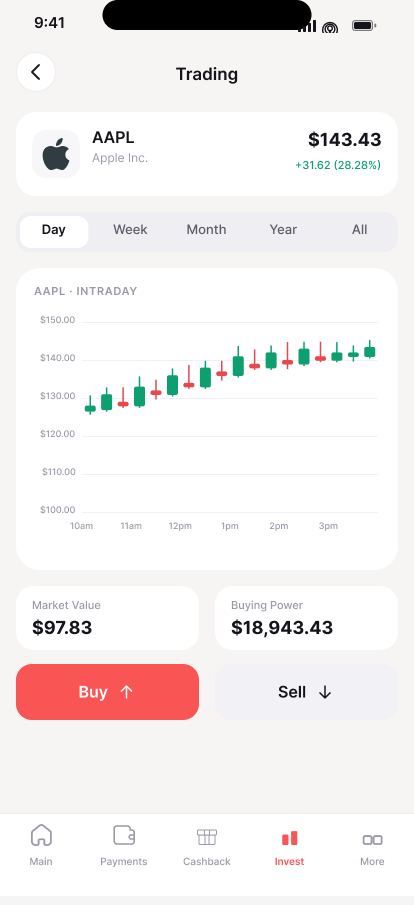 9:41
Trading
AAPL
Apple Inc.
$143.43
+31.62 (28.28%)
Day Week Month Year All
AAPL · INTRADAY
$150.00
$140.00
$130.00
$120.00
$110.00
$100.00
10am 11am 12pm 1pm 2pm 3pm
Market Value
$97.83
Buying Power
$18,943.43
Buy
Sell
Main Payments Cashback Invest More